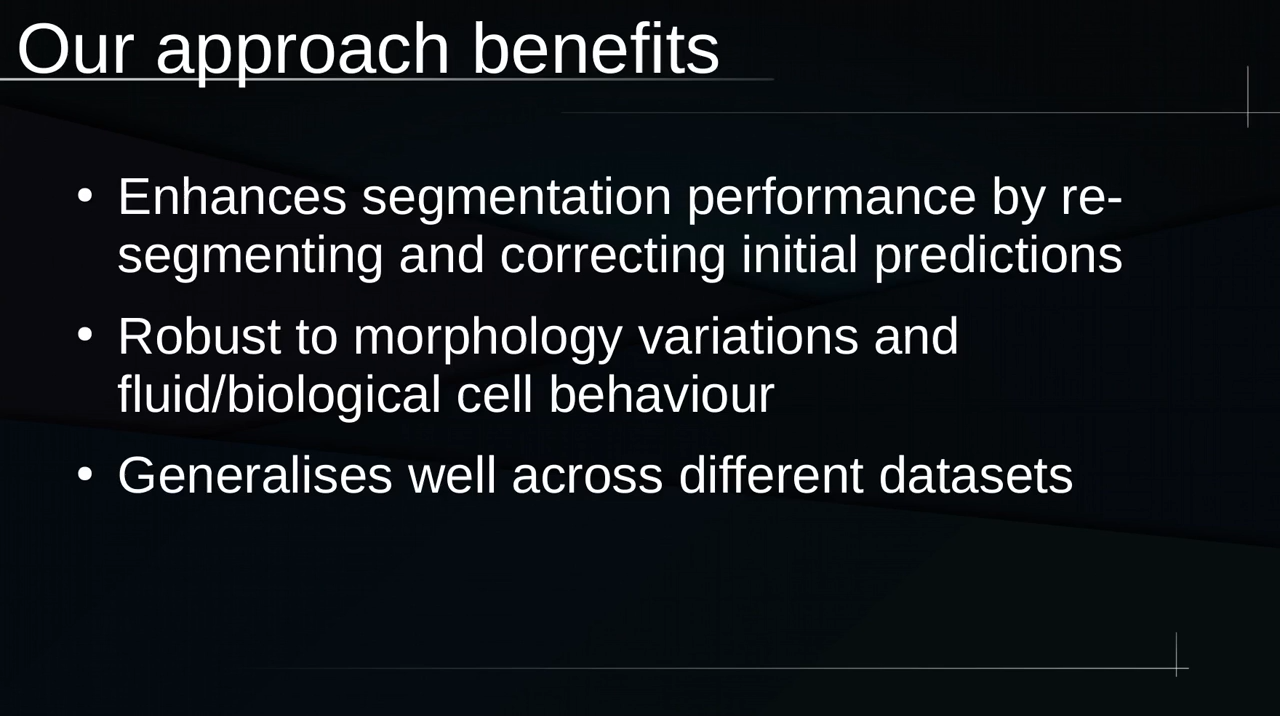 Our approach benefits
• Enhances segmentation performance by re-
segmenting and correcting initial predictions
• Robust to morphology variations and
fluid/biological cell behaviour
• Generalises well across different datasets